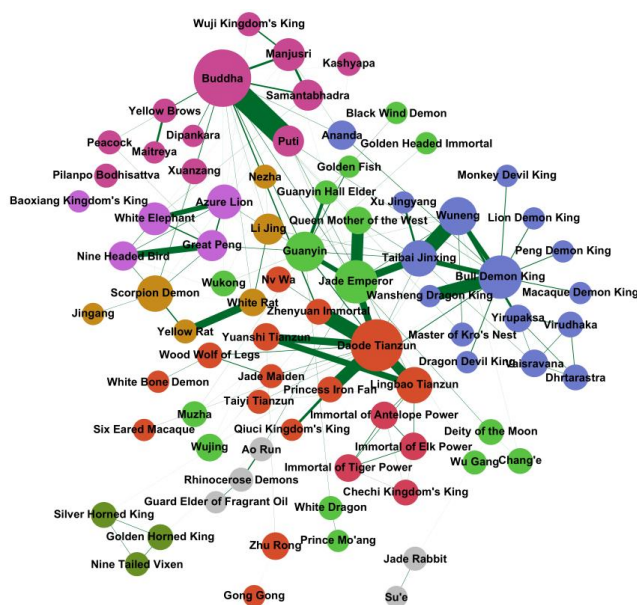 Wuji Kingdom's King
Manjusri
Kashyapa
Buddha
Samantabhadra
Yellow Brows
Black Wind Demon
Dipankara
Ananda
Puti
Golden Headed Immortal
Peacock
Maitreya
Xuanzang
Golden Fish
Pilanpo Bodhisattva
Nezha
Monkey Devil King
Guanyin Hall Elder
Baoxiang Kingdom's King
Azure Lion
Xu Jingyang
Wuneng
White Elephant
Queen Mother of the West
Lion Demon King
Li Jing
Great Peng
Nine Headed Bird
Guanyin
Taibai Jinxing
Peng Demon King
Bull Demon King
Nv Wa
Jade Emperor
Wukong
Scorpion Demon
Wansheng Dragon King
Macaque Demon King
White Rat
Jingang
Zhenyuan Immortal
Yirupaksa
Yellow Rat
Yuanshi Tianzun
Master of Kro's Nest
Virudhaka
Daode Tianzun
Wood Wolf of Legs
Dragon Devil King
Vaisravana
Jade Maiden
White Bone Demon
Princess Iron Fan
Lingbao Tianzun
Dhrtarastra
Taiyi Tianzun
Muzha
Immortal of Antelope Power
Six Eared Macaque
Qiuci Kingdom's King
Deity of the Moon
Wujing
Ao Run
Immortal of Elk Power
Wu Gang
Chang'e
Immortal of Tiger Power
Rhinocerose Demons
Chechi Kingdom's King
Silver Horned King
Guard Elder of Fragrant Oil
White Dragon
Golden Horned King
Zhu Rong
Prince Mo'ang
Jade Rabbit
Nine Tailed Vixen
Gong Gong
Su'e